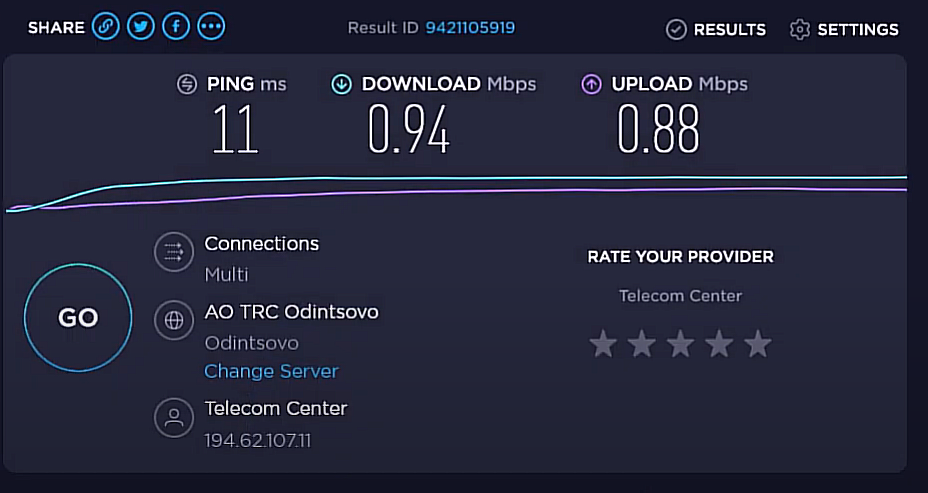 SHARE Result ID 9421105919 RESULTS SETTINGS
PING ms DOWNLOAD Mbps UPLOAD Mbps
11 0.94 0.88
Connections
Multi
RATE YOUR PROVIDER
Telecom Center
GO
AO TRC Odintsovo
Odintsovo
Change Server
Telecom Center
194.62.107.11